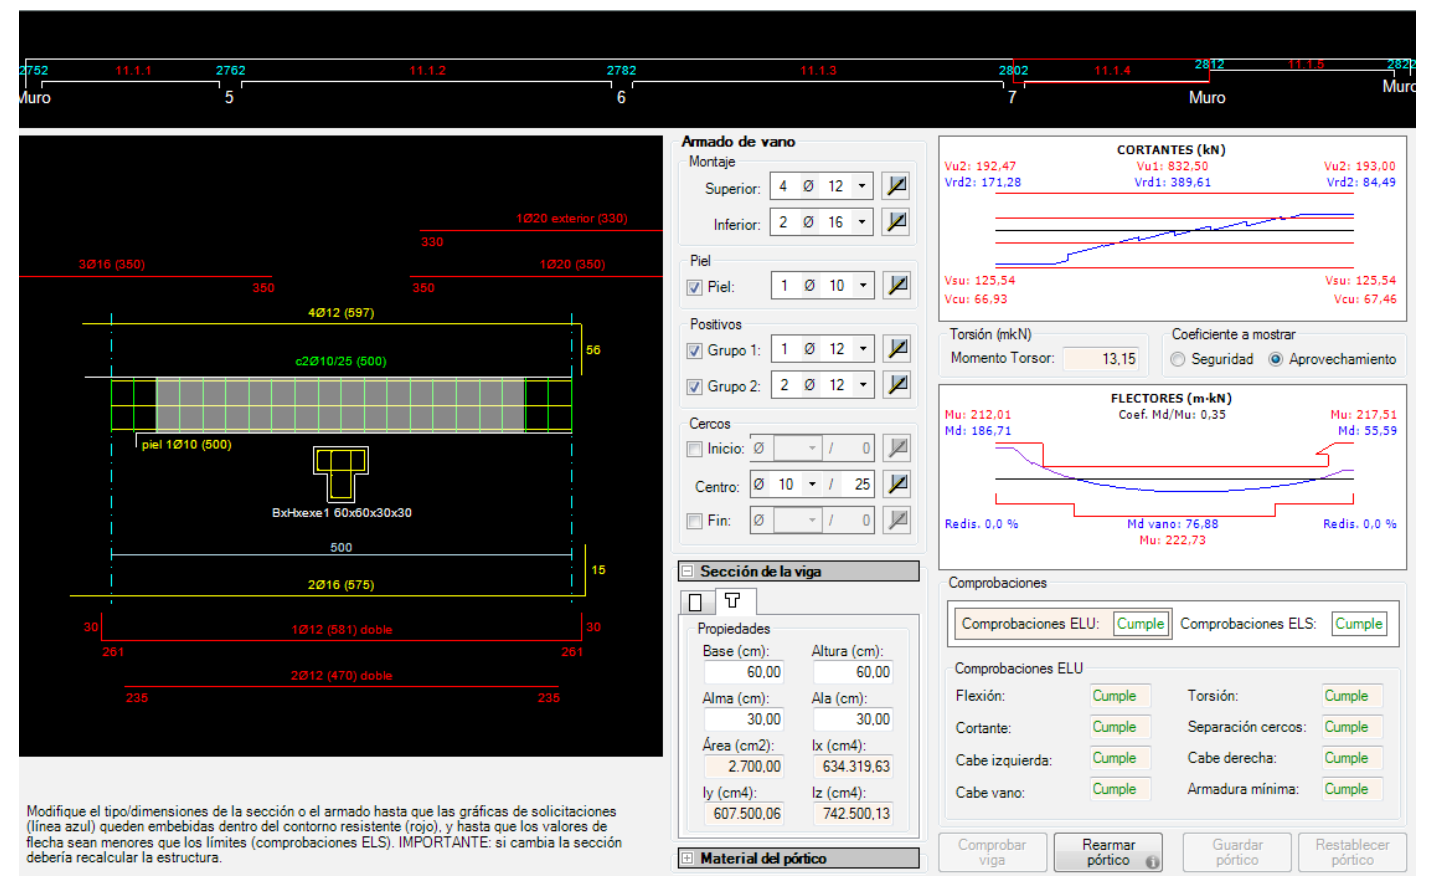 2752 11.1.1 2762 11.1.2 2782 11.1.3 2802 11.1.4 2812 11.1.5 2822
Muro 5 6 7 Muro Muro
1Ø20 exterior (330)
330
3Ø16 (350) 1Ø20 (350)
350 350
4Ø12 (597)
56
c2Ø10/25 (500)
piel 1Ø10 (500)
BxHxexe1 60x60x30x30
500
15
2Ø16 (575)
30 1Ø12 (581) doble 30
261 261
2Ø12 (470) doble
235 235
Modifique el tipo/dimensiones de la sección o el armado hasta que las gráficas de solicitaciones
(línea azul) queden embebidas dentro del contorno resistente (rojo), y hasta que los valores de
flecha sean menores que los límites (comprobaciones ELS). IMPORTANTE: si cambia la sección
debería recalcular la estructura.
Armado de vano
Montaje
Superior: 4 Ø 12
Inferior: 2 Ø 16
Piel
Piel: 1 Ø 10
Positivos
Grupo 1: 1 Ø 12
Grupo 2: 2 Ø 12
Cercos
Inicio: Ø / 0
Centro: Ø 10 / 25
Fin: Ø / 0
Sección de la viga
Propiedades
Base (cm): Altura (cm):
60,00 60,00
Alma (cm): Ala (cm):
30,00 30,00
Área (cm2): Ix (cm4):
2.700,00 634.319,63
Iy (cm4): Iz (cm4):
607.500,06 742.500,13
Material del pórtico
CORTANTES (kN)
Vu2: 192,47 Vu1: 832,50 Vu2: 193,00
Vrd2: 171,28 Vrd1: 389,61 Vrd2: 84,49
Vsu: 125,54 Vsu: 125,54
Vcu: 66,93 Vcu: 67,46
Torsión (mkN)
Momento Torsor: 13,15
Coeficiente a mostrar
Seguridad Aprovechamiento
FLECTORES (m·kN)
Mu: 212,01 Coef. Md/Mu: 0,35 Mu: 217,51
Md: 186,71 Md: 55,59
Redis. 0,0 % Md vano: 76,88 Redis. 0,0 %
Mu: 222,73
Comprobaciones
Comprobaciones ELU: Cumple Comprobaciones ELS: Cumple
Comprobaciones ELU
Flexión: Cumple Torsión: Cumple
Cortante: Cumple Separación cercos: Cumple
Cabe izquierda: Cumple Cabe derecha: Cumple
Cabe vano: Cumple Armadura mínima: Cumple
Comprobar viga
Rearmar pórtico
Guardar pórtico
Restablecer pórtico